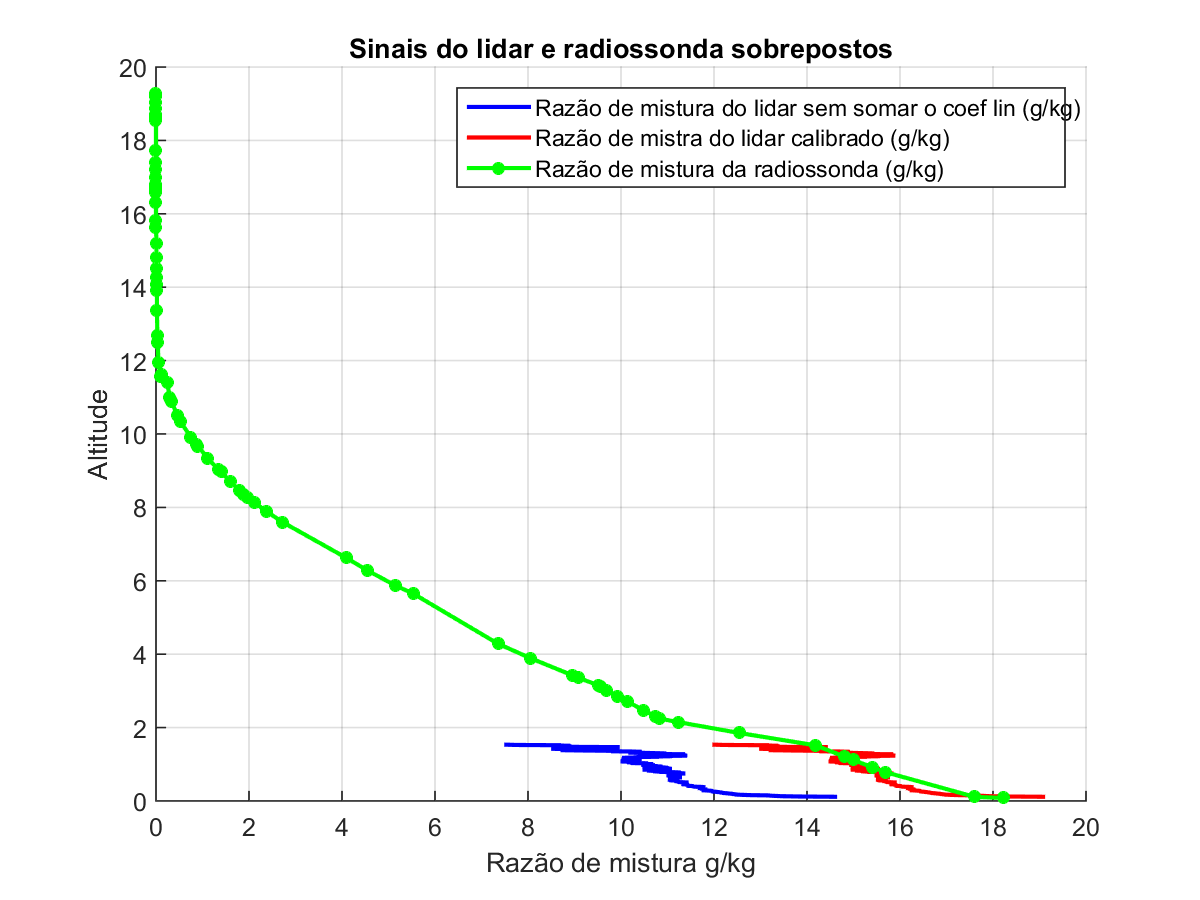 Sinais do lidar e radiossonda sobrepostos
Razão de mistura do lidar sem somar o coef lin (g/kg)
Razão de mistra do lidar calibrado (g/kg)
Razão de mistura da radiossonda (g/kg)
20
18
16
14
12
10
8
6
4
2
0
Altitude
0 2 4 6 8 10 12 14 16 18 20
Razão de mistura g/kg